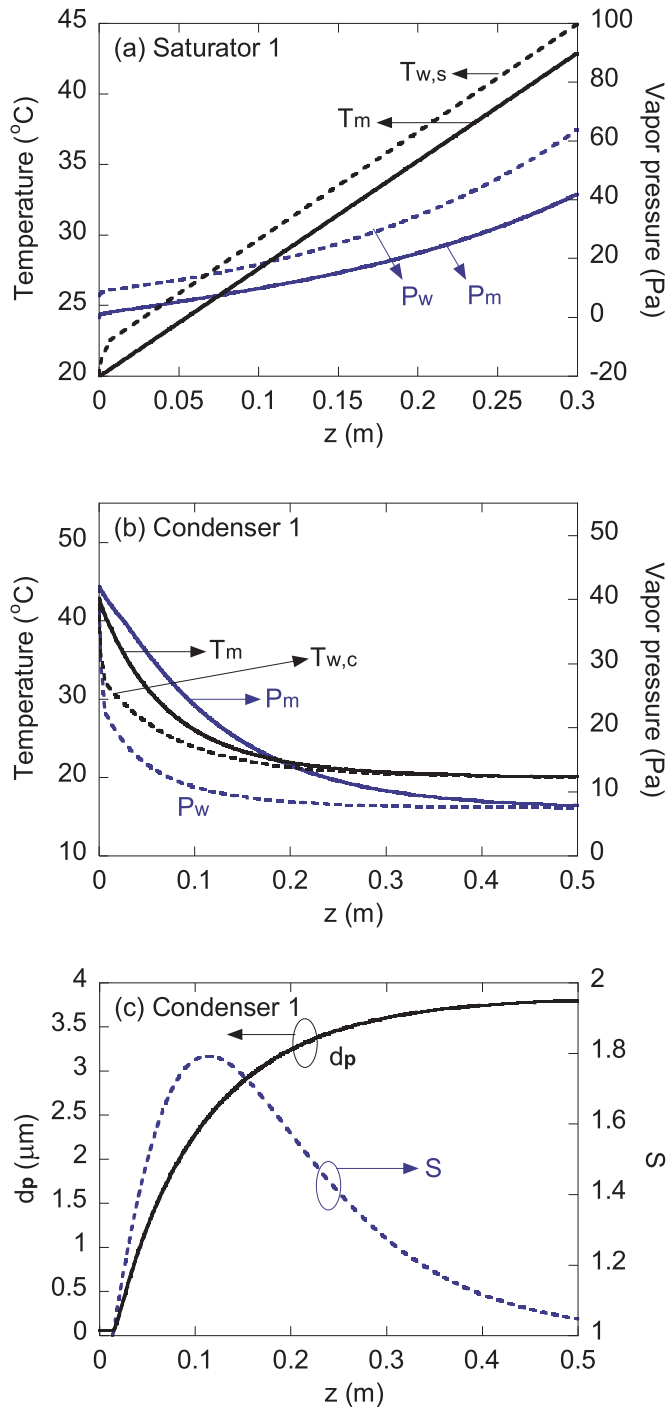 (a) Saturator 1
Temperature (°C)
45
40
35
30
25
20
Tw,s
Tm
Pw
Pm
100
80
60
40
20
0
-20
Vapor pressure (Pa)
0
0.05
0.1
0.15
0.2
0.25
0.3
z (m)
(b) Condenser 1
Temperature (°C)
50
40
30
20
10
Tm
Tw,c
Pm
Pw
50
40
30
20
10
0
Vapor pressure (Pa)
0
0.1
0.2
0.3
0.4
0.5
z (m)
(c) Condenser 1
dp (μm)
4
3.5
3
2.5
2
1.5
1
0.5
0
dp
S
2
1.8
1.6
1.4
1.2
1
S
0
0.1
0.2
0.3
0.4
0.5
z (m)